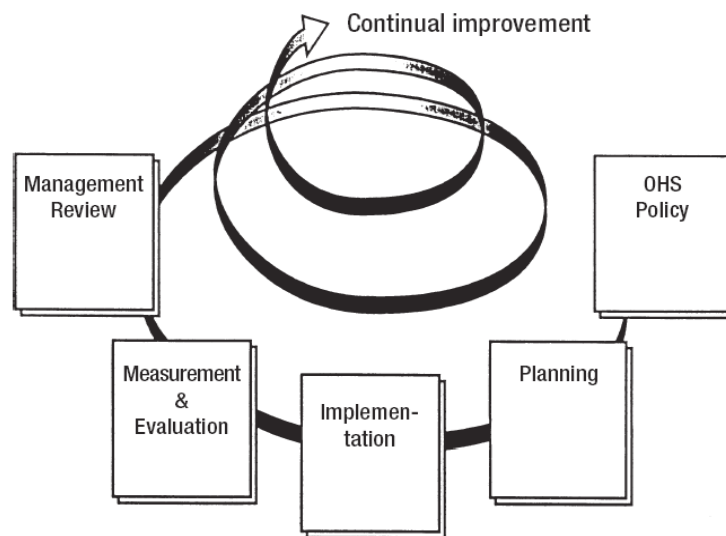 Continual improvement
Management
Review
OHS
Policy
Measurement
&
Evaluation
Implemen-
tation
Planning